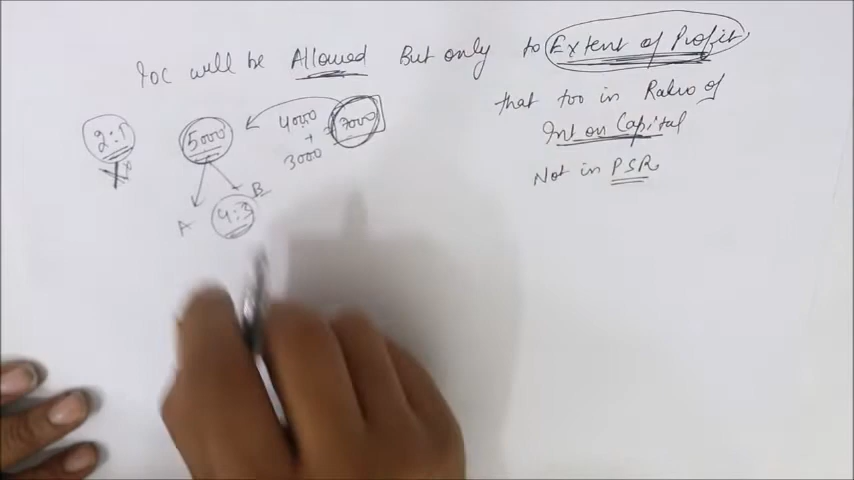 IOC will be Allowed But only to Extent of Profit
that too in Ratio of
Int on Capital
Not in PSR
2:1
5000
4000
+
3000
= 7000
A B
4:3